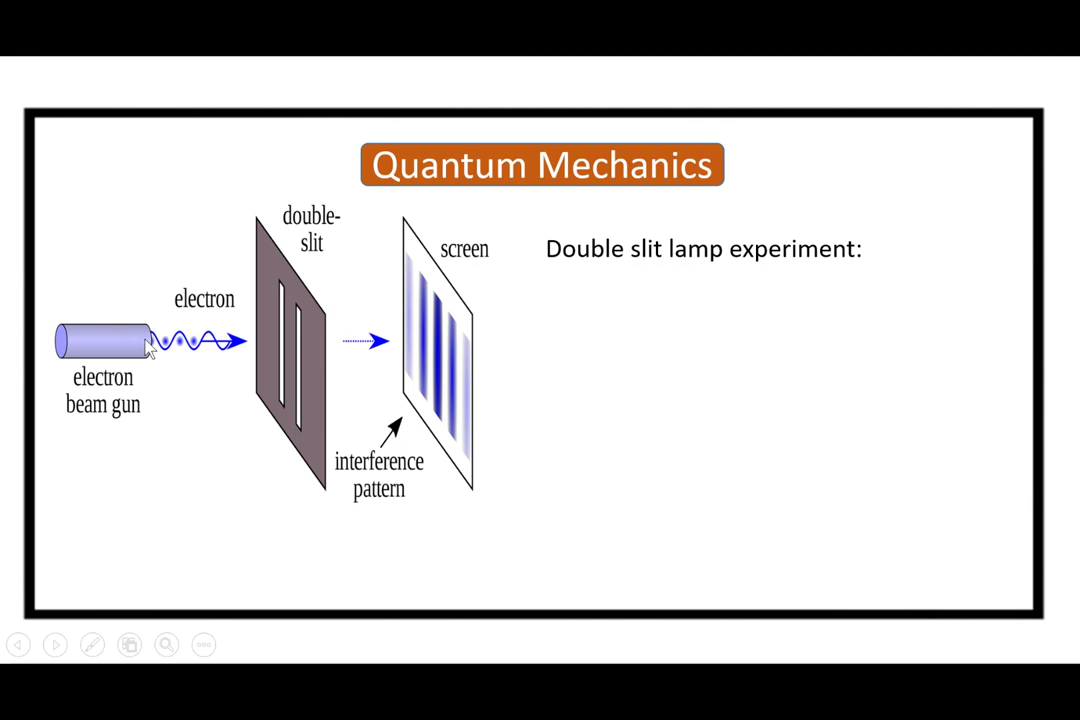 Quantum Mechanics
double-
slit
screen
Double slit lamp experiment:
electron
electron
beam gun
interference
pattern